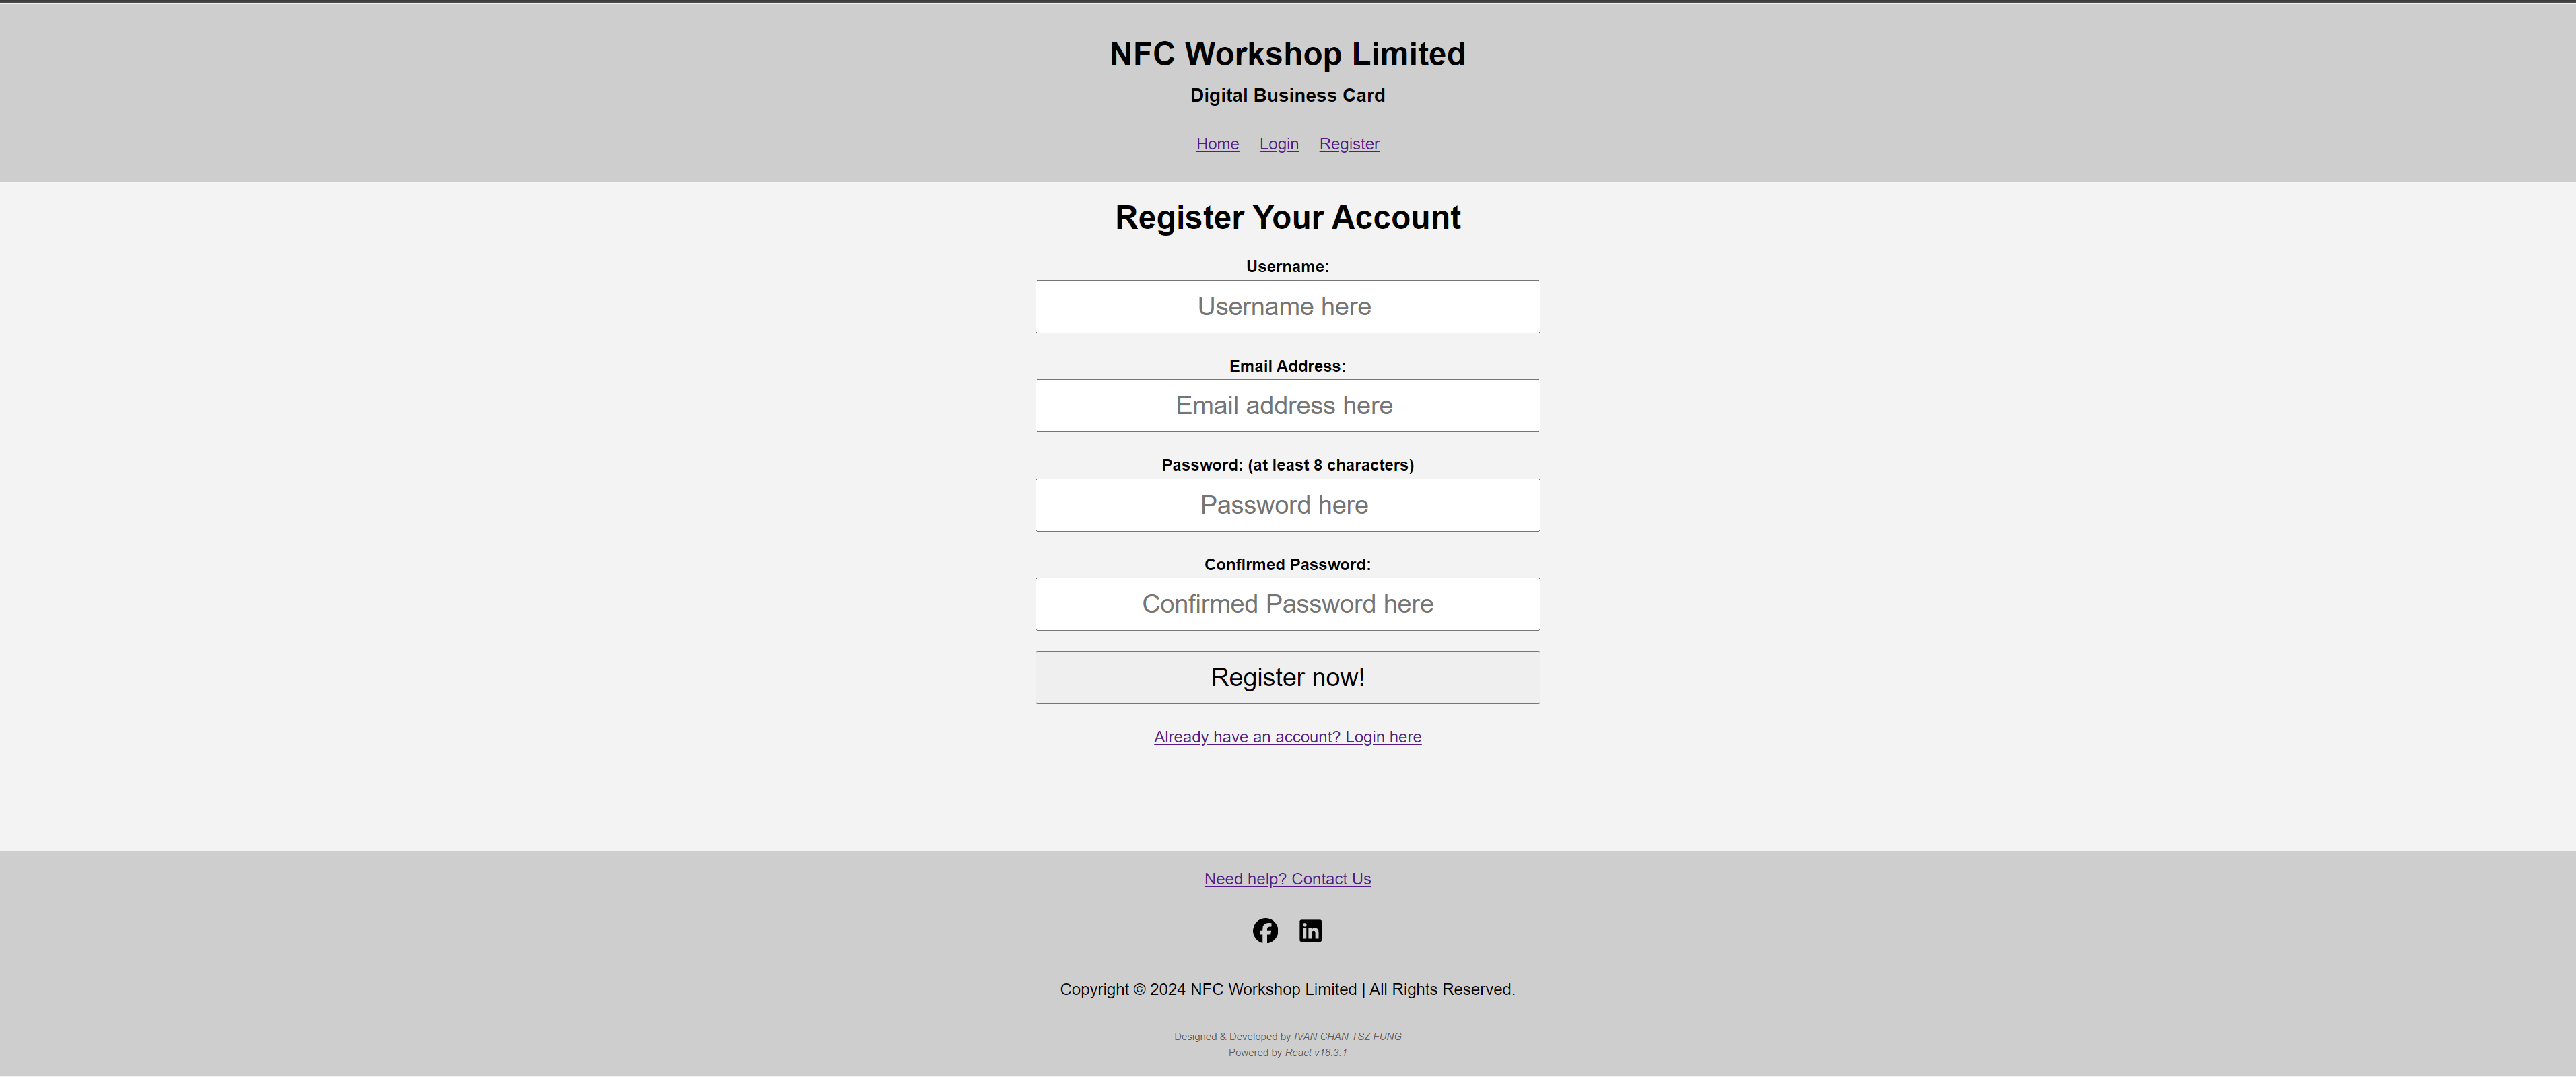 NFC Workshop Limited
Digital Business Card
Home Login Register
Register Your Account
Username:
Username here
Email Address:
Email address here
Password: (at least 8 characters)
Password here
Confirmed Password:
Confirmed Password here
Register now!
Already have an account? Login here
Need help? Contact Us
Copyright © 2024 NFC Workshop Limited | All Rights Reserved.
Designed & Developed by IVAN CHAN TSZ FUNG
Powered by React v18.3.1